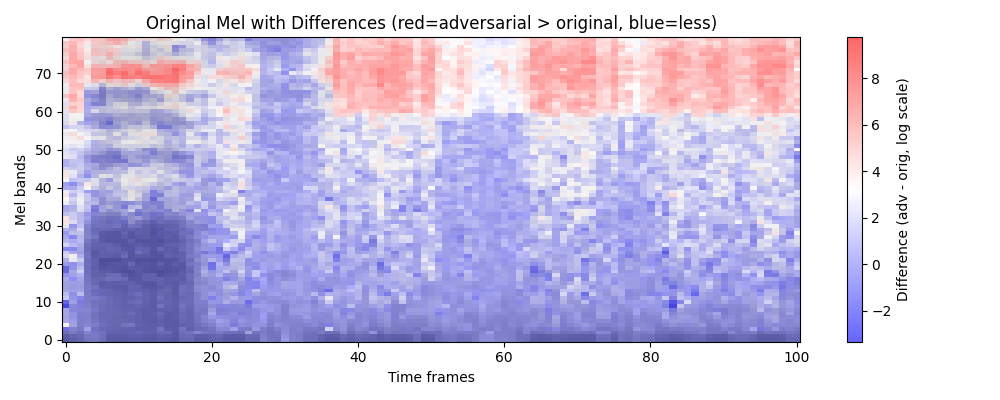 Original Mel with Differences (red=adversarial > original, blue=less)
Mel bands
70
60
50
40
30
20
10
0
0 20 40 60 80 100
Time frames
8
6
4
2
0
−2
Difference (adv - orig, log scale)